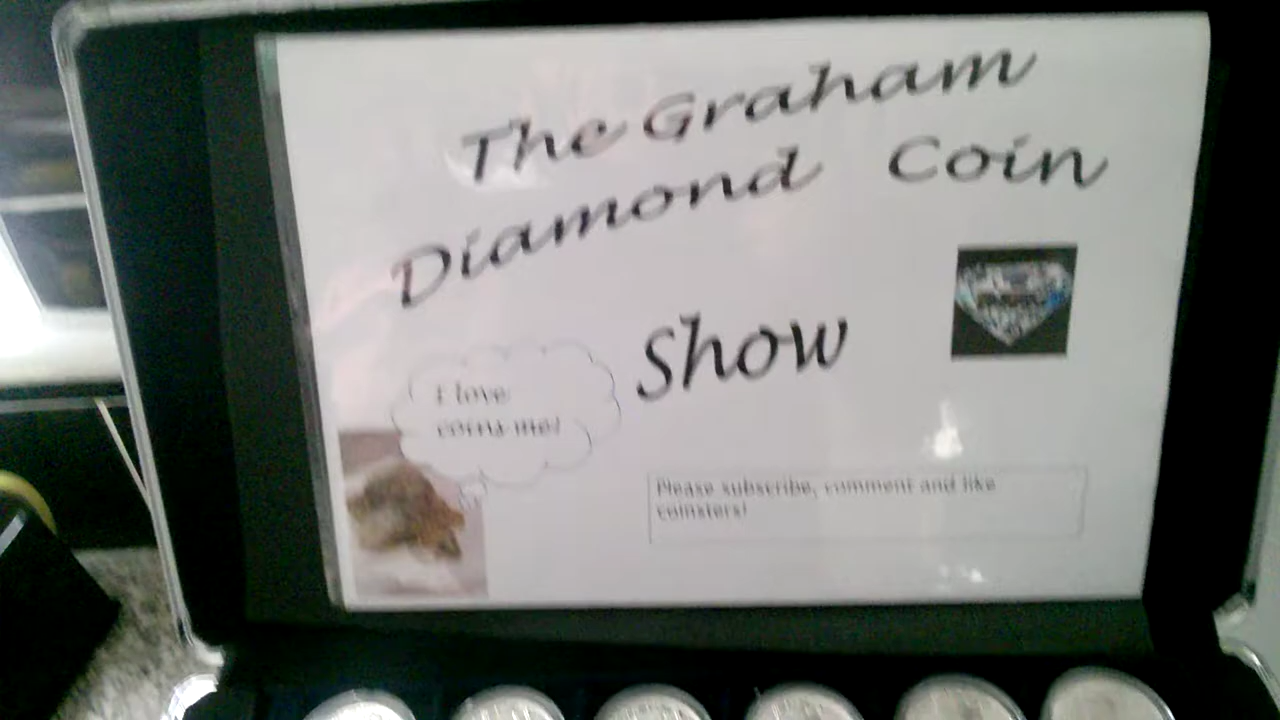 The Graham
Diamond Coin
Show
I love
coins me!
Please subscribe, comment and like
coinsters!